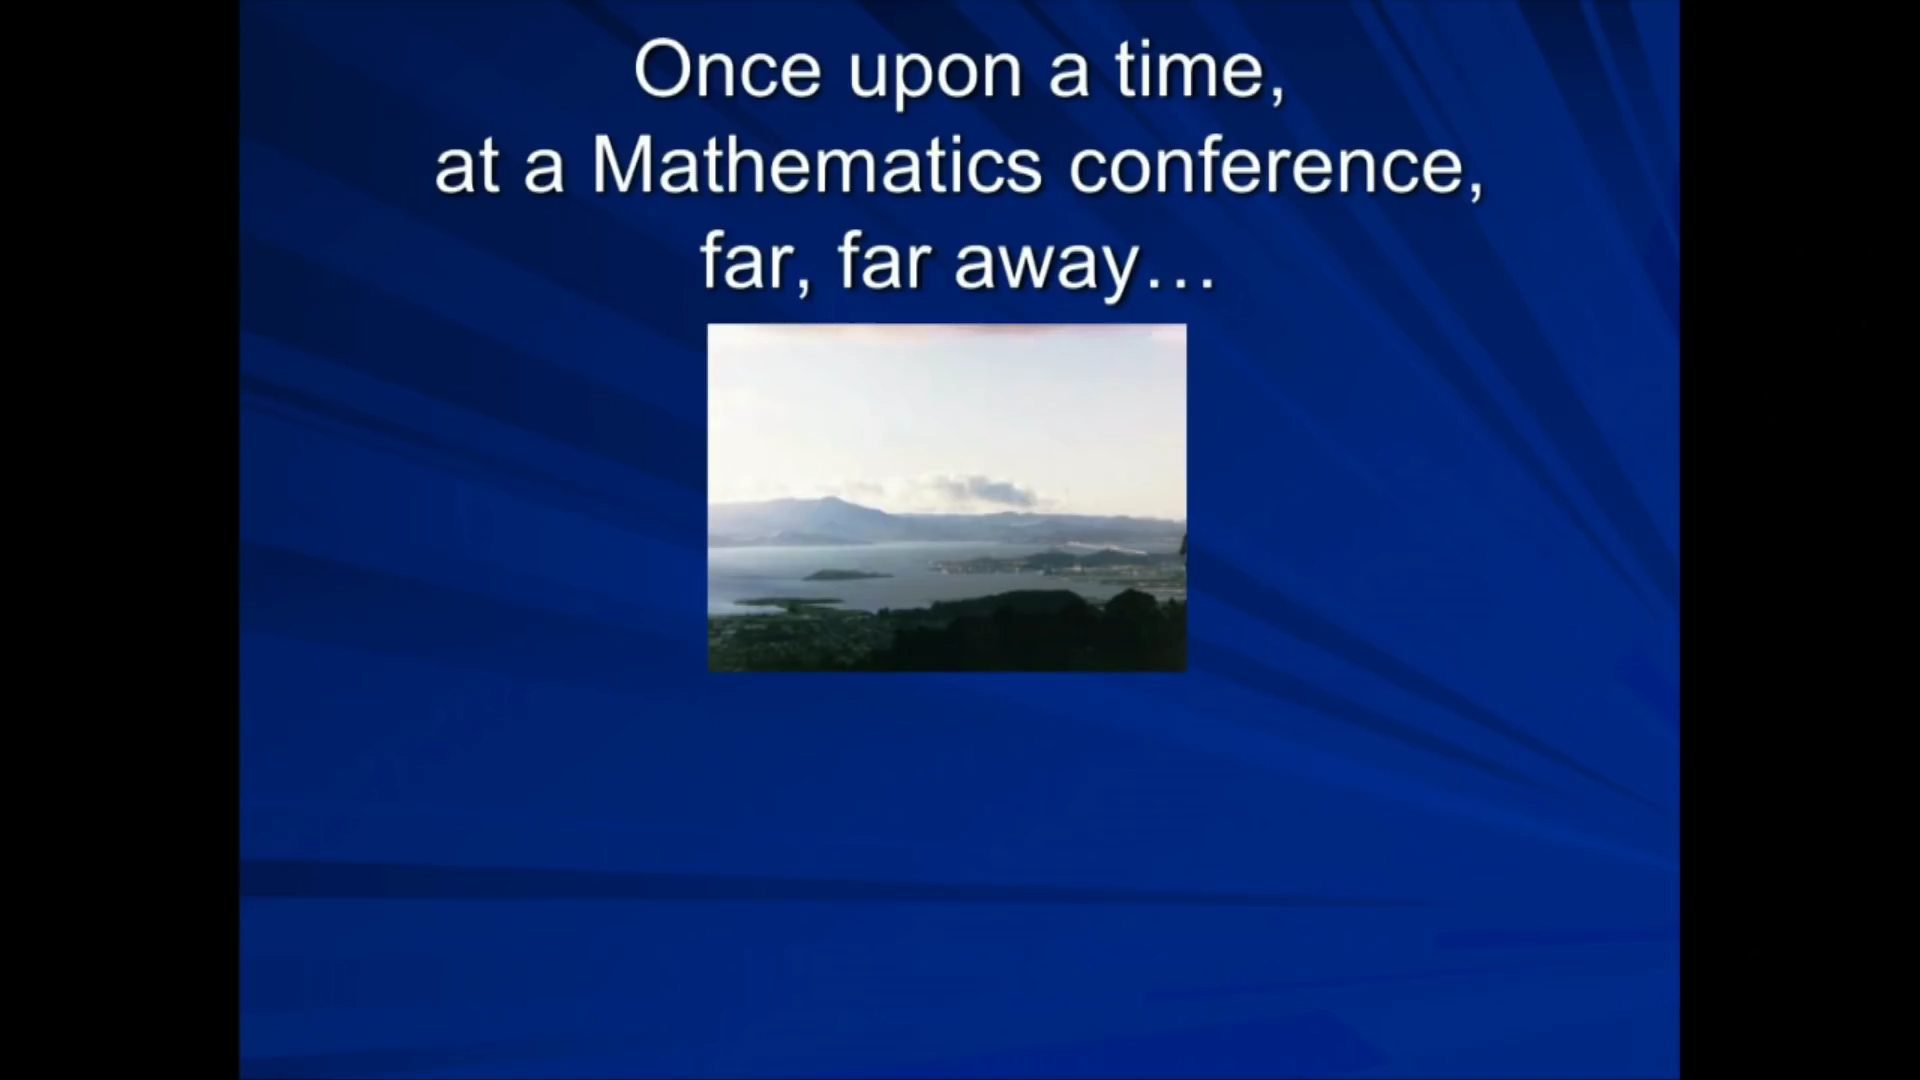 Once upon a time,
at a Mathematics conference,
far, far away…